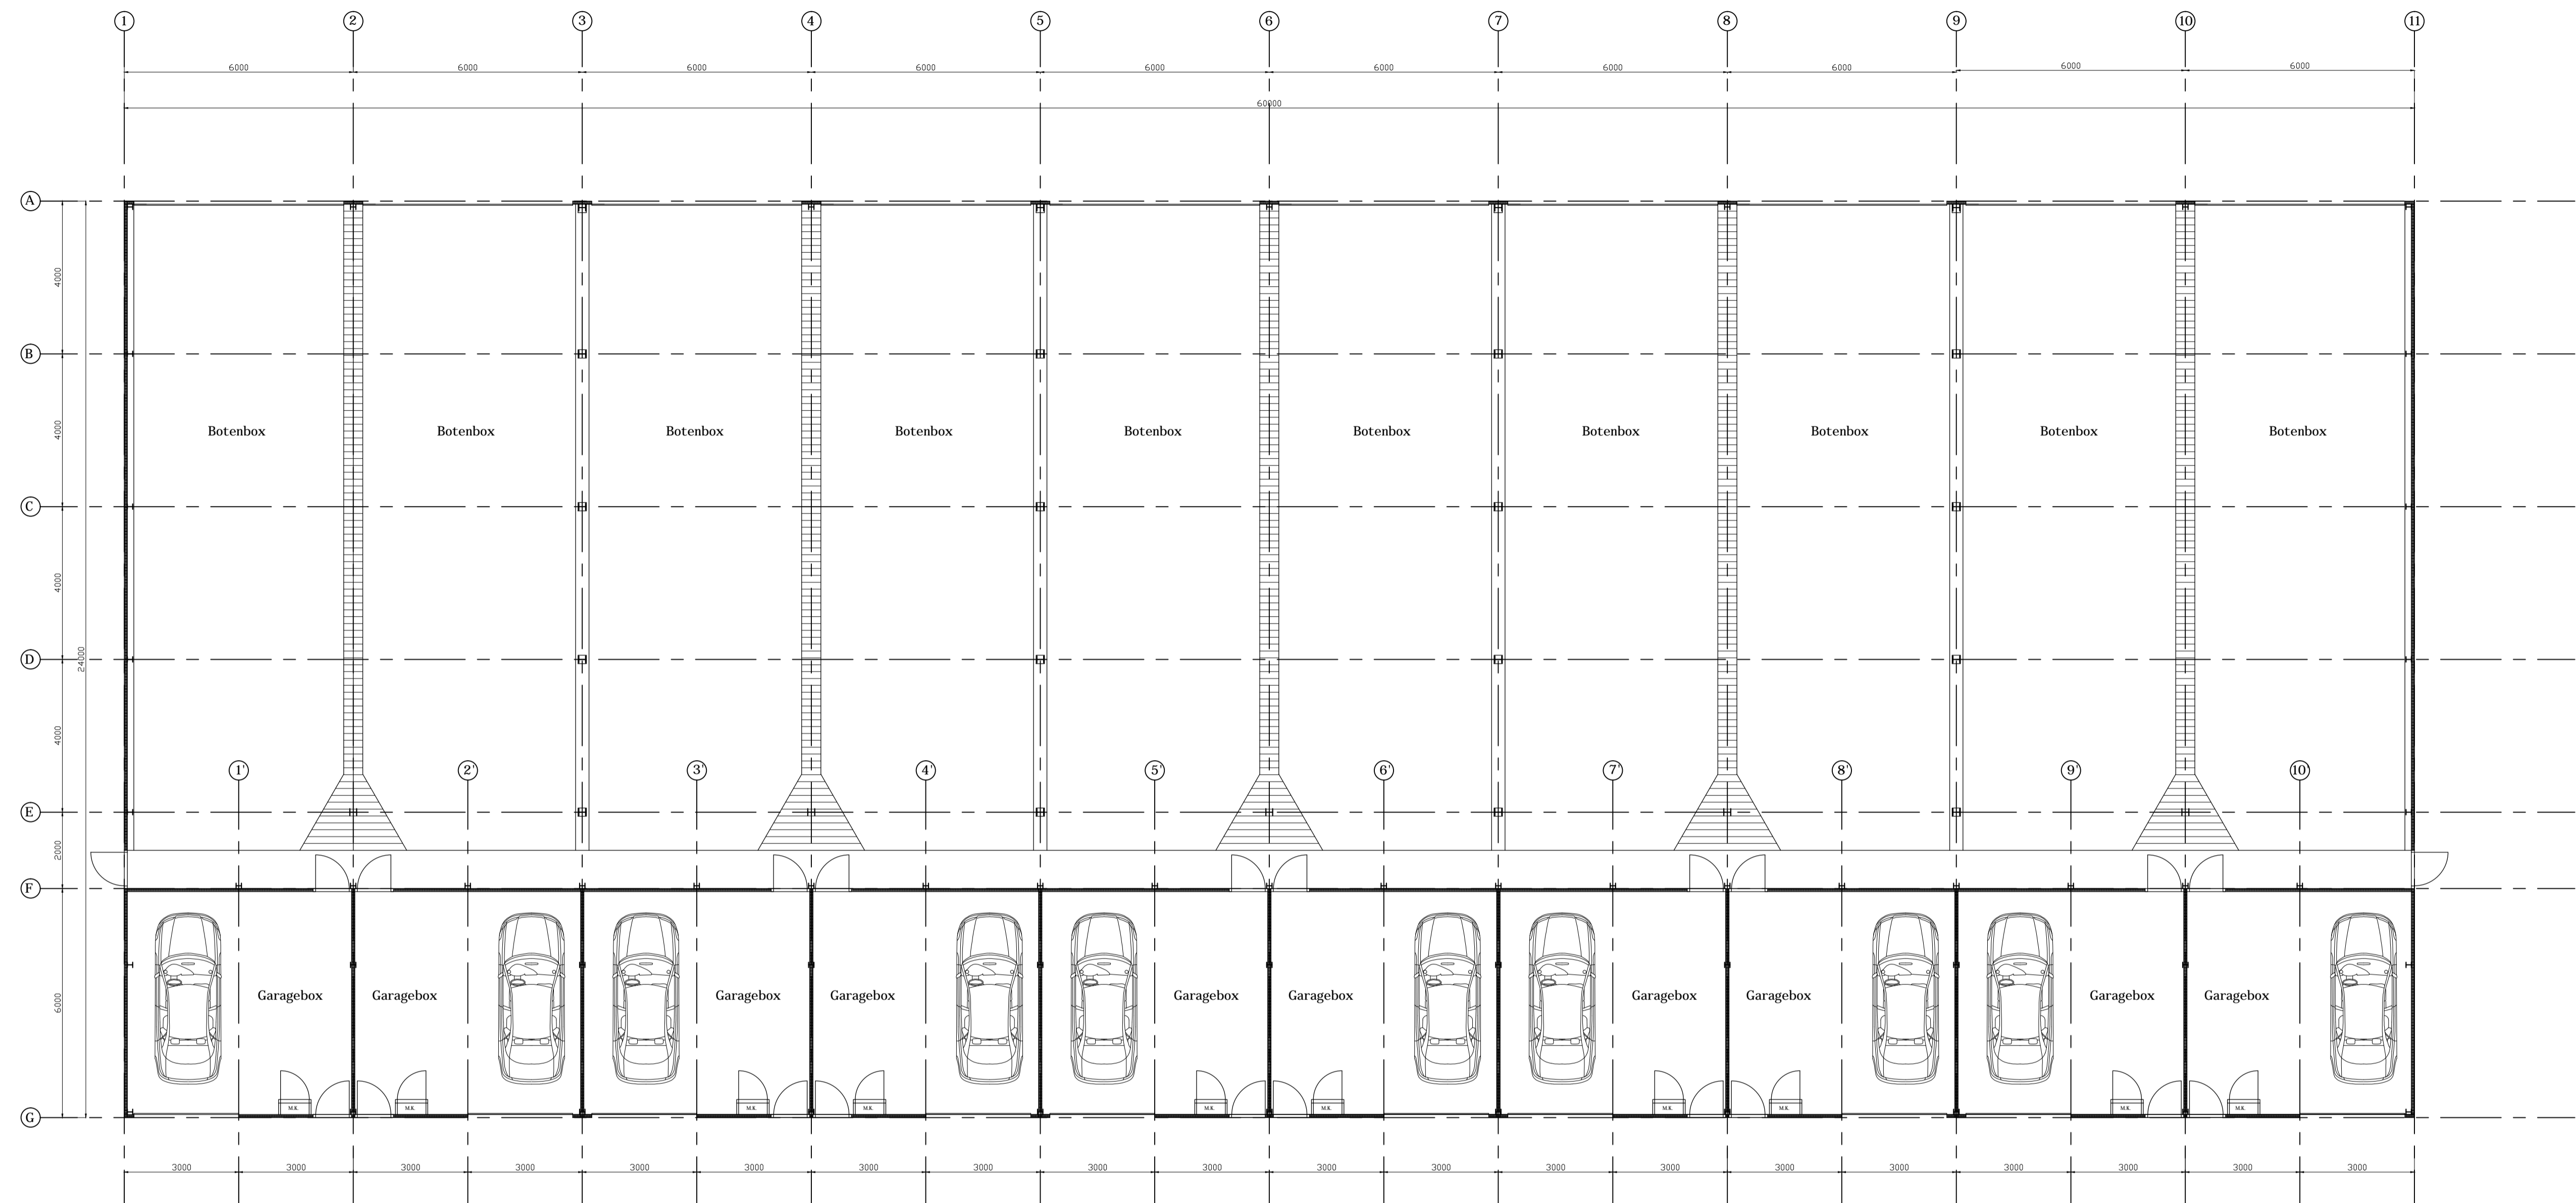 1 2 3 4 5 6 7 8 9 10 11
6000 6000 6000 6000 6000 6000 6000 6000 6000 6000
60000
A
4000
B
4000
Botenbox Botenbox Botenbox Botenbox Botenbox Botenbox Botenbox Botenbox Botenbox Botenbox
C
4000
D
24000
4000
1' 2' 3' 4' 5' 6' 7' 8' 9' 10
E
2000
F
6000
Garagebox Garagebox Garagebox Garagebox Garagebox Garagebox Garagebox Garagebox Garagebox Garagebox
M.K. M.K. M.K. M.K. M.K. M.K. M.K. M.K. M.K. M.K.
G
3000 3000 3000 3000 3000 3000 3000 3000 3000 3000 3000 3000 3000 3000 3000 3000 3000 3000 3000 3000